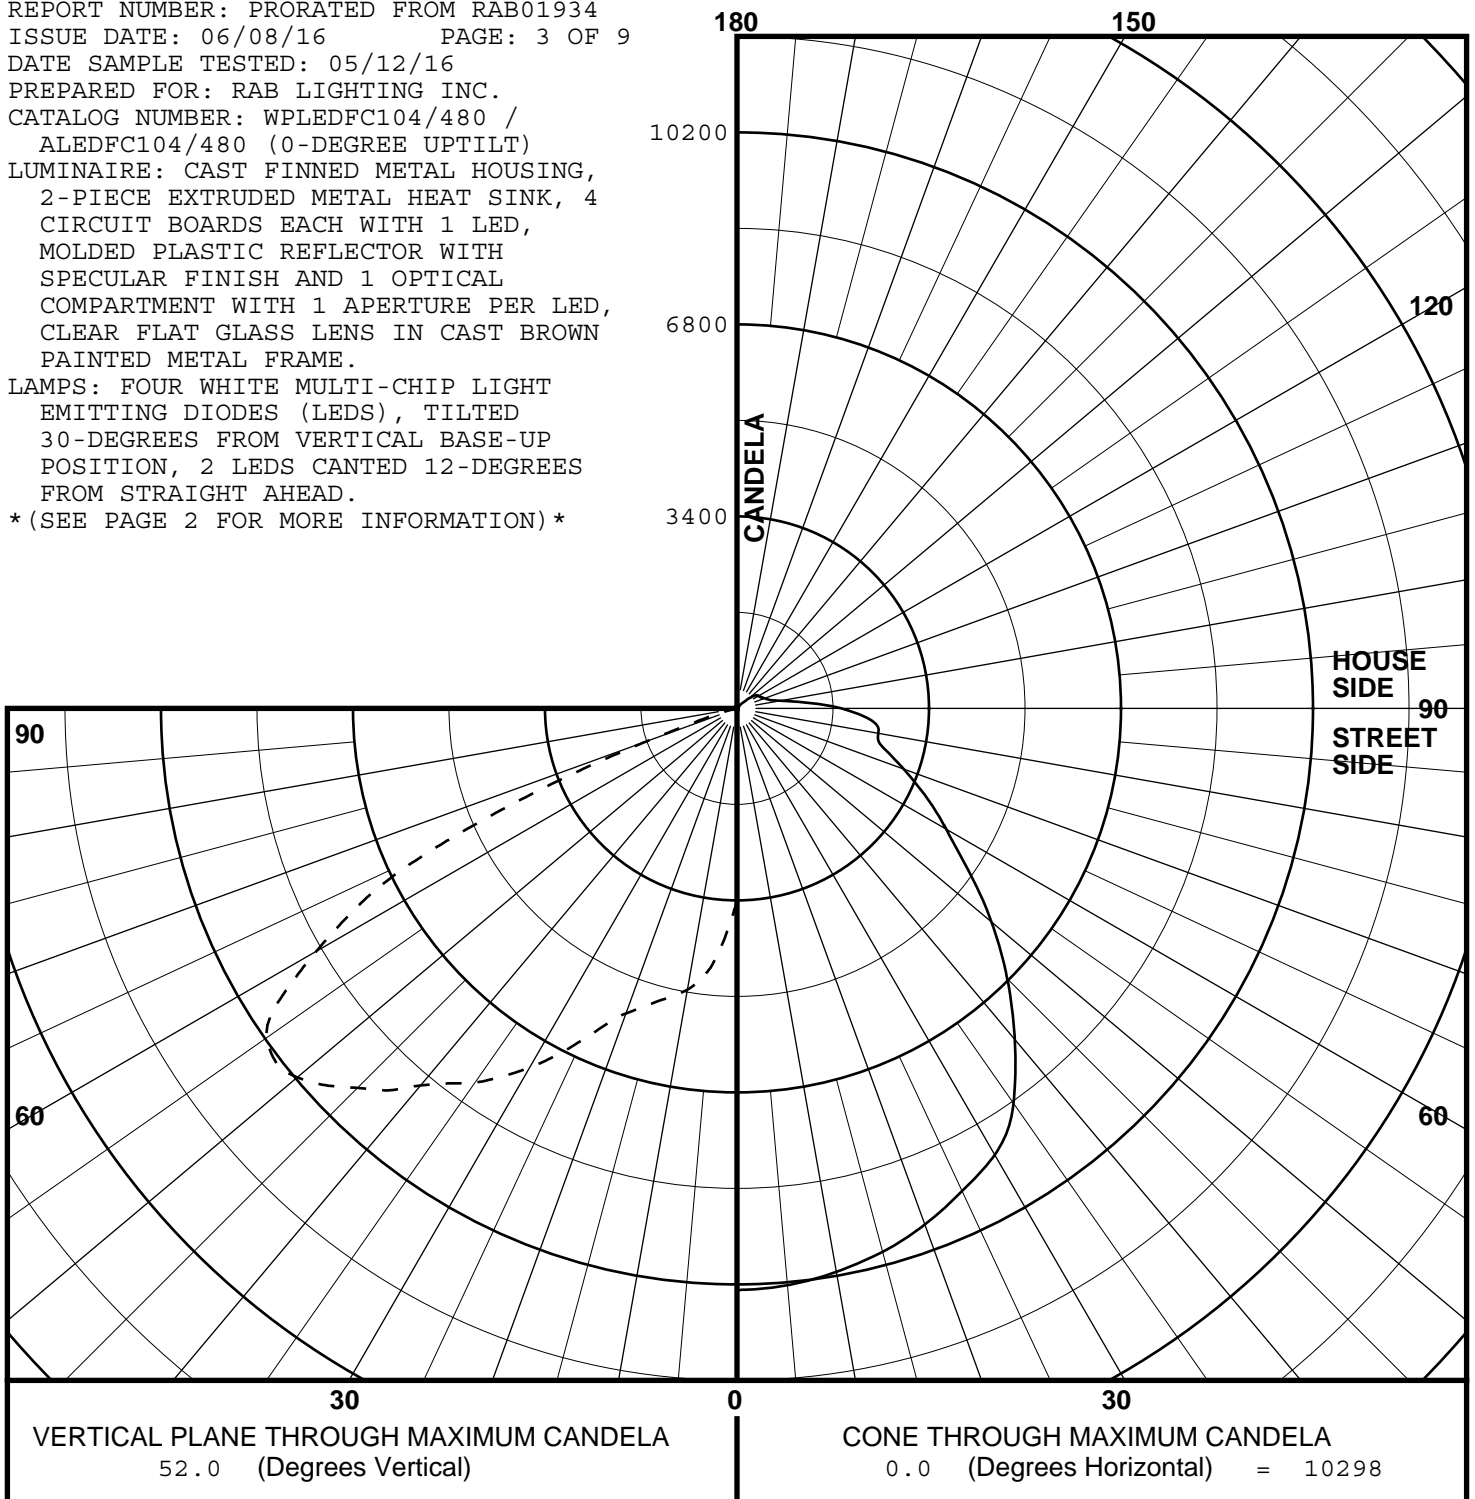 REPORT NUMBER: PRORATED FROM RAB01934
ISSUE DATE: 06/08/16 PAGE: 3 OF 9
DATE SAMPLE TESTED: 05/12/16
PREPARED FOR: RAB LIGHTING INC.
CATALOG NUMBER: WPLEDFC104/480 /
ALEDFC104/480 (0-DEGREE UPTILT)
LUMINAIRE: CAST FINNED METAL HOUSING,
2-PIECE EXTRUDED METAL HEAT SINK, 4
CIRCUIT BOARDS EACH WITH 1 LED,
MOLDED PLASTIC REFLECTOR WITH
SPECULAR FINISH AND 1 OPTICAL
COMPARTMENT WITH 1 APERTURE PER LED,
CLEAR FLAT GLASS LENS IN CAST BROWN
PAINTED METAL FRAME.
LAMPS: FOUR WHITE MULTI-CHIP LIGHT
EMITTING DIODES (LEDS), TILTED
30-DEGREES FROM VERTICAL BASE-UP
POSITION, 2 LEDS CANTED 12-DEGREES
FROM STRAIGHT AHEAD.
*(SEE PAGE 2 FOR MORE INFORMATION)*
180
150
10200
120
6800
CANDELA
3400
HOUSE
SIDE
90
90
STREET
SIDE
60
60
30
0
30
VERTICAL PLANE THROUGH MAXIMUM CANDELA
52.0 (Degrees Vertical)
CONE THROUGH MAXIMUM CANDELA
0.0 (Degrees Horizontal) = 10298